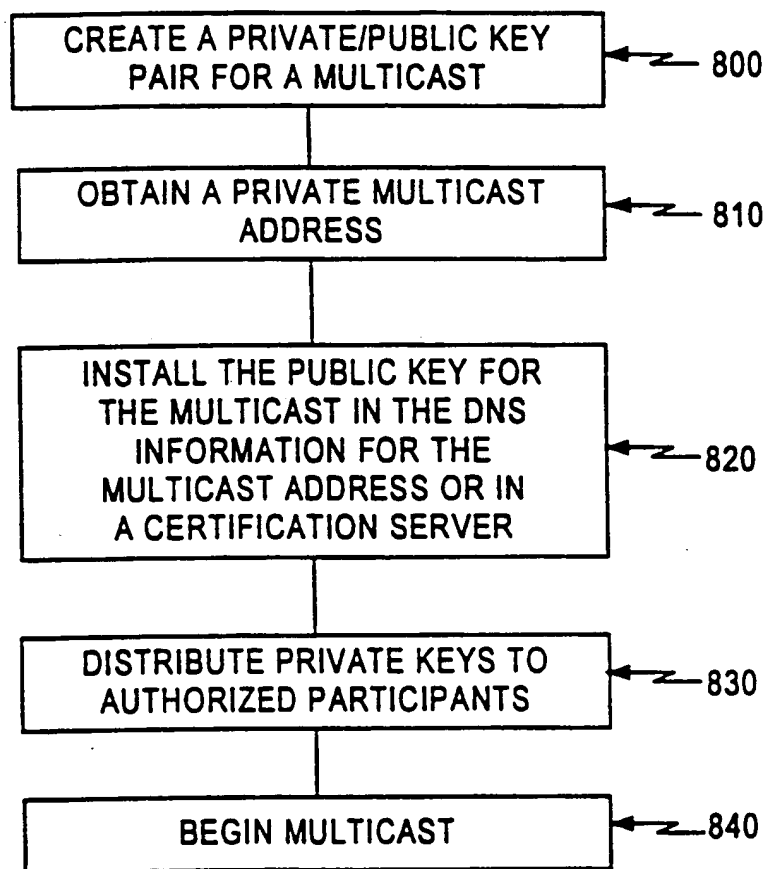 CREATE A PRIVATE/PUBLIC KEY
PAIR FOR A MULTICAST
800
OBTAIN A PRIVATE MULTICAST
ADDRESS
810
INSTALL THE PUBLIC KEY FOR
THE MULTICAST IN THE DNS
INFORMATION FOR THE
MULTICAST ADDRESS OR IN
A CERTIFICATION SERVER
820
DISTRIBUTE PRIVATE KEYS TO
AUTHORIZED PARTICIPANTS
830
BEGIN MULTICAST
840